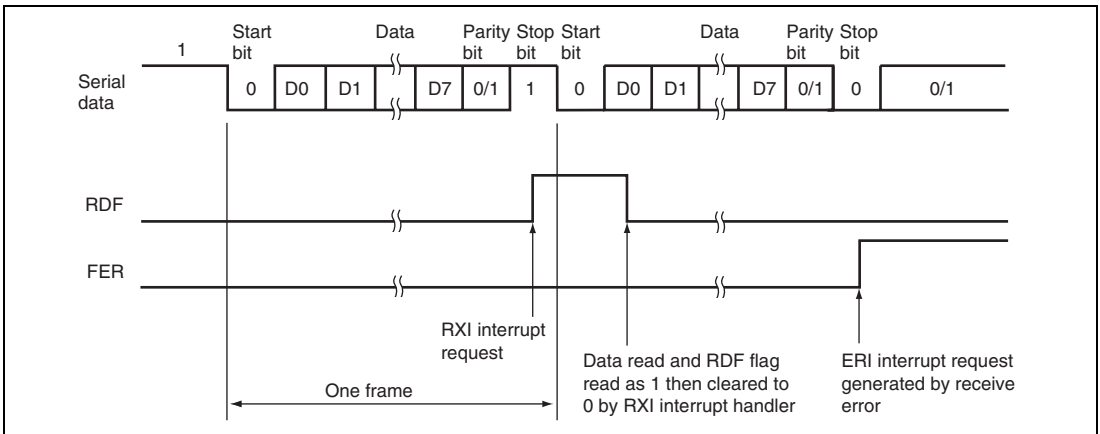 Start bit Data Parity bit Stop bit Start bit Data Parity bit Stop bit
1
Serial data
0 D0 D1 D7 0/1 1 0 D0 D1 D7 0/1 0 0/1
RDF
FER
RXI interrupt
request
Data read and RDF flag
read as 1 then cleared to
0 by RXI interrupt handler
ERI interrupt request
generated by receive
error
One frame